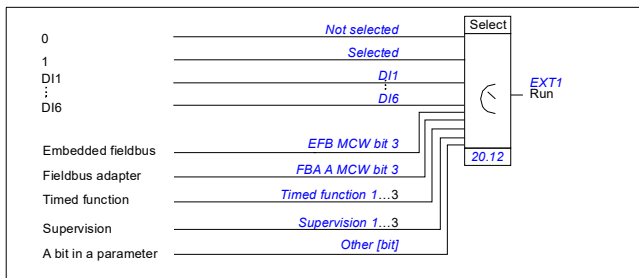 0 Not selected Select
1 Selected
DI1 DI1 EXT1
⋮ ⋮ Run
DI6 DI6
Embedded fieldbus EFB MCW bit 3 20.12
Fieldbus adapter FBA A MCW bit 3
Timed function Timed function 1...3
Supervision Supervision 1...3
A bit in a parameter Other [bit]